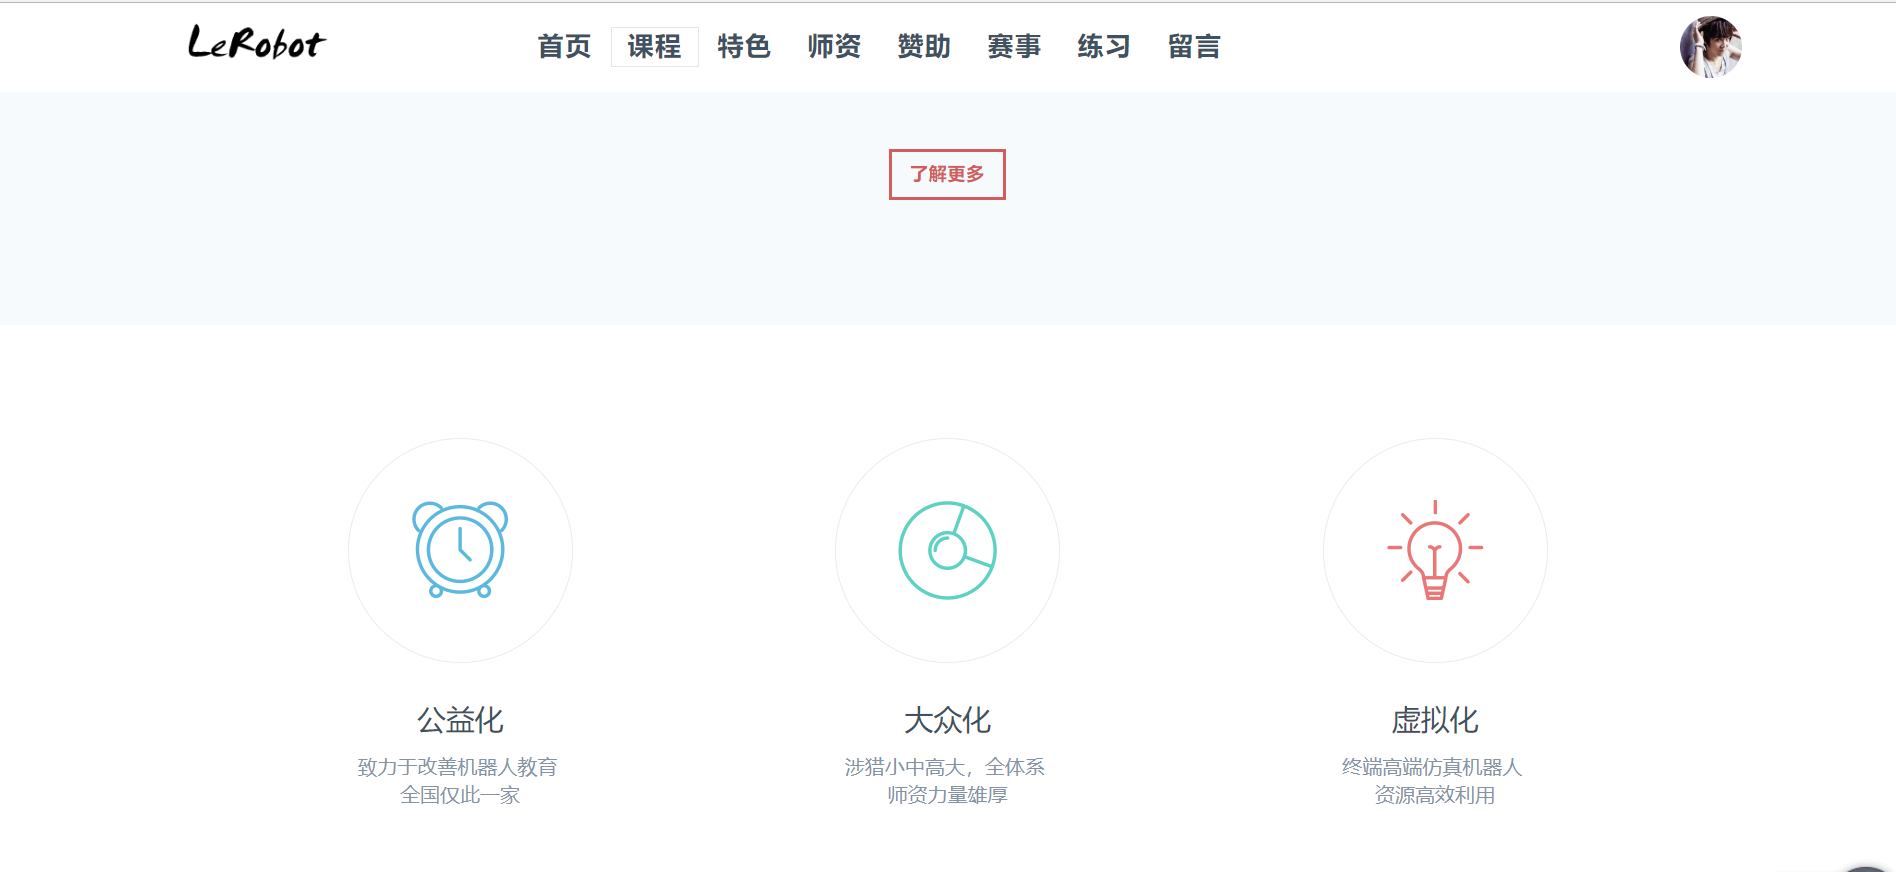 LeRobot
首页 课程 特色 师资 赞助 赛事 练习 留言
了解更多
公益化
致力于改善机器人教育
全国仅此一家
大众化
涉猎小中高大，全体系
师资力量雄厚
虚拟化
终端高端仿真机器人
资源高效利用